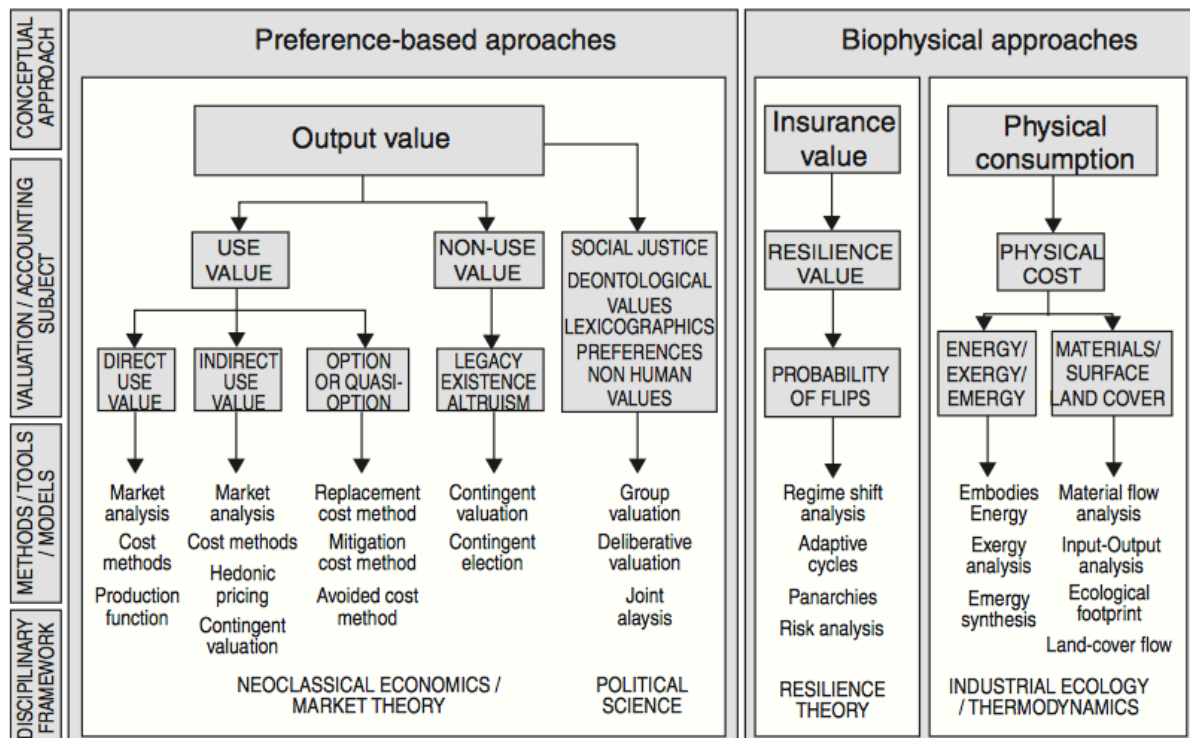 CONCEPTUAL
APPROACH
VALUATION / ACCOUNTING
SUBJECT
METHODS / TOOLS
/ MODELS
DISCIPILINARY
FRAMEWORK
Preference-based aproaches
Output value
USE
VALUE
NON-USE
VALUE
SOCIAL JUSTICE
DEONTOLOGICAL
VALUES
LEXICOGRAPHICS
PREFERENCES
NON HUMAN
VALUES
DIRECT
USE
VALUE
INDIRECT
USE
VALUE
OPTION
OR QUASI-
OPTION
LEGACY
EXISTENCE
ALTRUISM
Market
analysis
Cost
methods
Production
function
Market
analysis
Cost methods
Hedonic
pricing
Contingent
valuation
Replacement
cost method
Mitigation
cost method
Avoided cost
method
Contingent
valuation
Contingent
election
Group
valuation
Deliberative
valuation
Joint
alaysis
NEOCLASSICAL ECONOMICS /
MARKET THEORY
POLITICAL
SCIENCE
Biophysical approaches
Insurance
value
RESILIENCE
VALUE
PROBABILITY
OF FLIPS
Regime shift
analysis
Adaptive
cycles
Panarchies
Risk analysis
RESILIENCE
THEORY
Physical
consumption
PHYSICAL
COST
ENERGY/
EXERGY/
EMERGY
MATERIALS/
SURFACE
LAND COVER
Embodies
Energy
Exergy
analysis
Emergy
synthesis
Material flow
analysis
Input-Output
analysis
Ecological
footprint
Land-cover flow
INDUSTRIAL ECOLOGY
/ THERMODYNAMICS